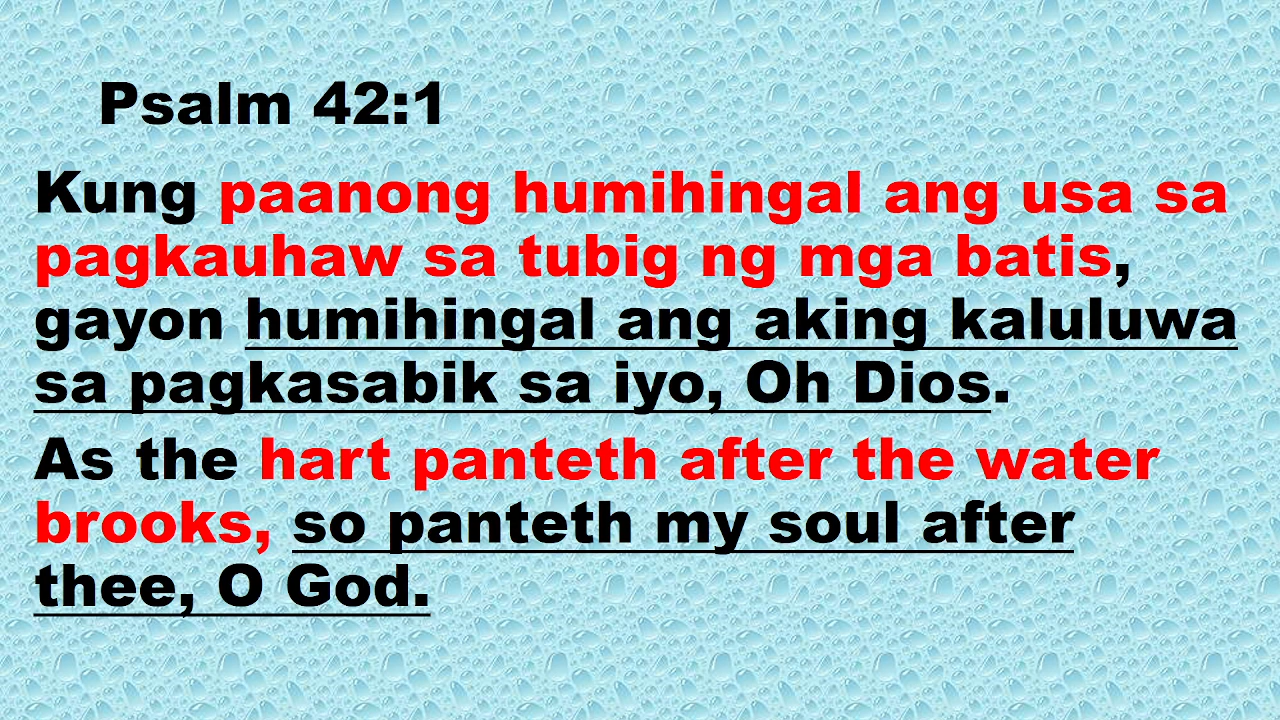 Psalm 42:1
Kung paanong humihingal ang usa sa
pagkauhaw sa tubig ng mga batis,
gayon humihingal ang aking kaluluwa
sa pagkasabik sa iyo, Oh Dios.
As the hart panteth after the water
brooks, so panteth my soul after
thee, O God.